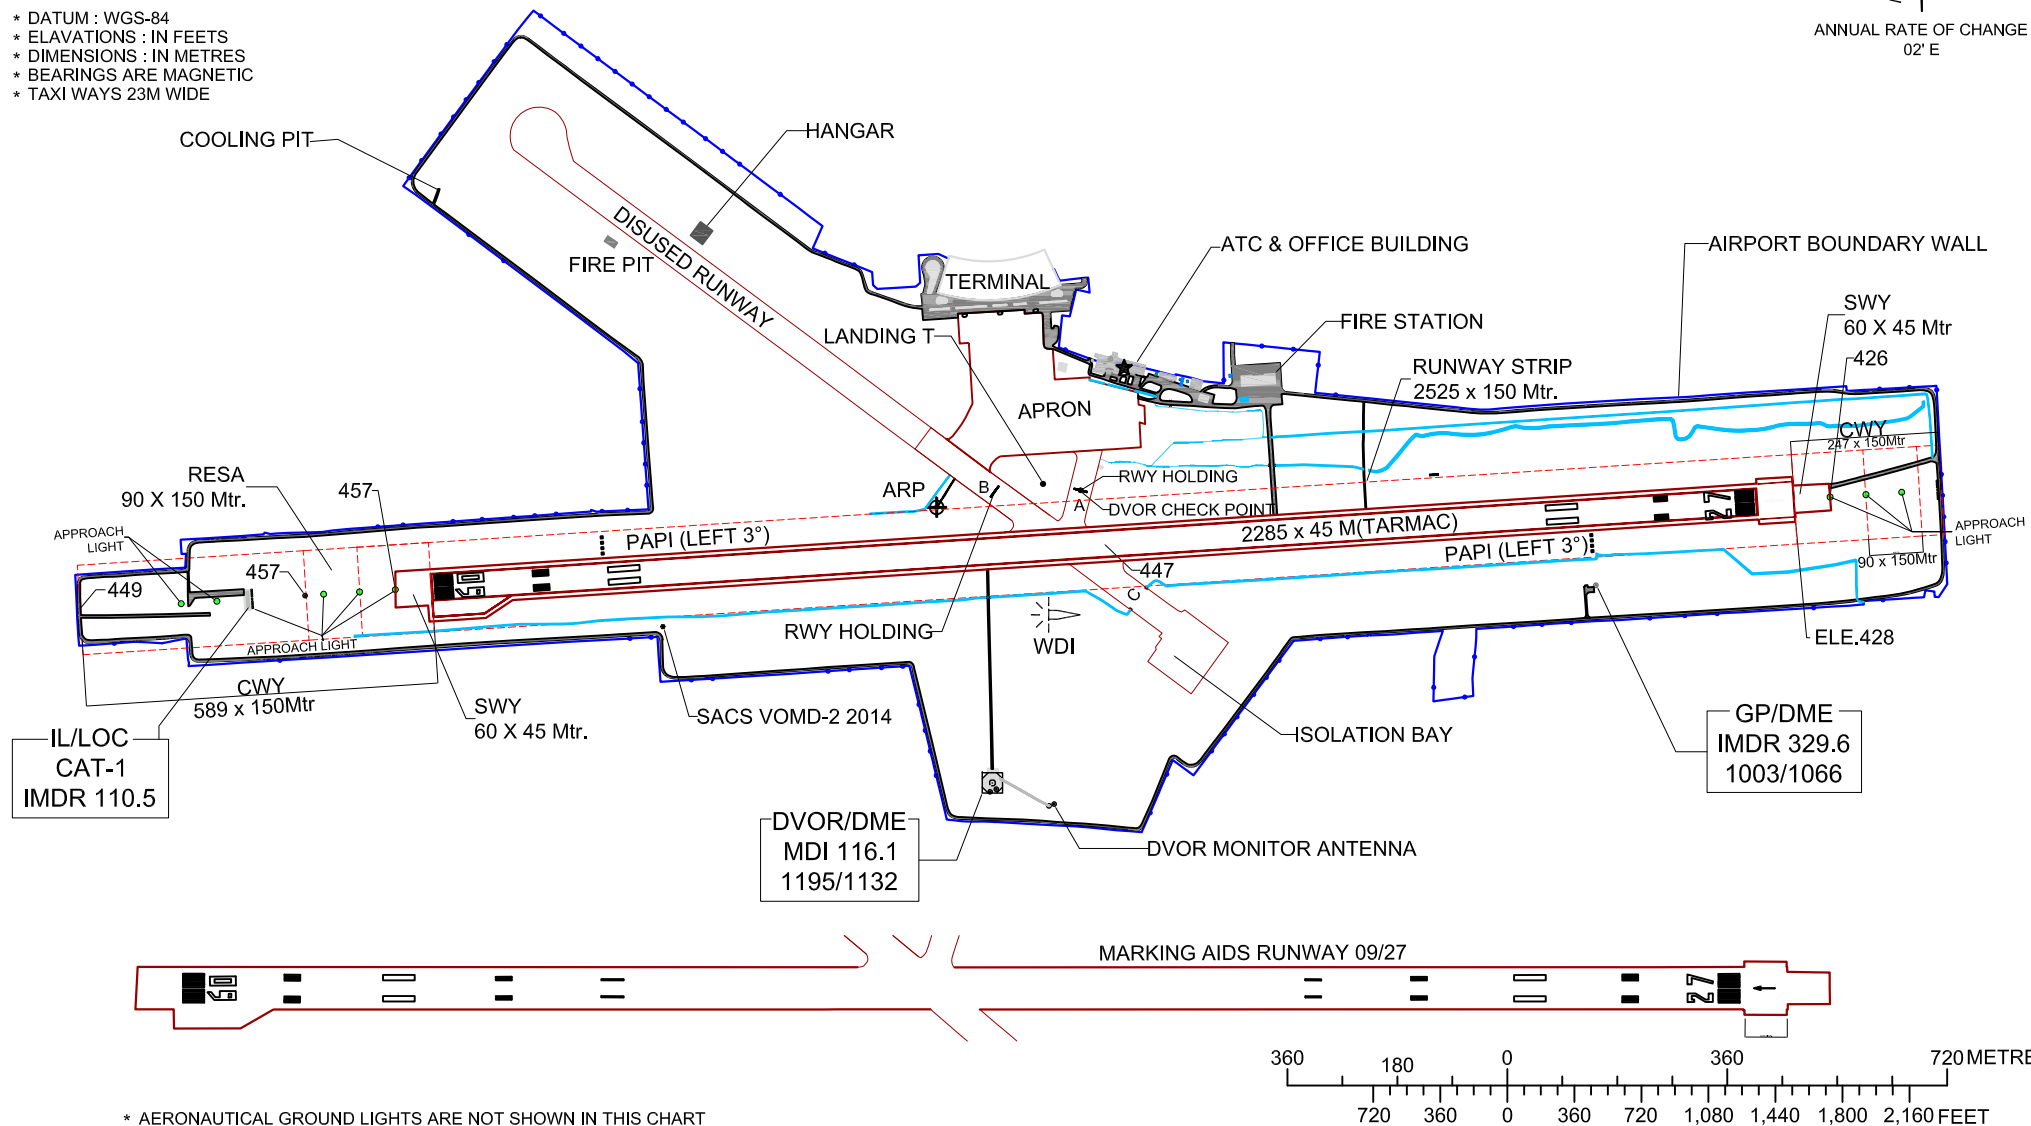 * DATUM : WGS-84
* ELAVATIONS : IN FEETS
* DIMENSIONS : IN METRES
* BEARINGS ARE MAGNETIC
* TAXI WAYS 23M WIDE
ANNUAL RATE OF CHANGE
02' E
COOLING PIT
HANGAR
DISUSED RUNWAY
FIRE PIT
TERMINAL
ATC & OFFICE BUILDING
AIRPORT BOUNDARY WALL
LANDING T
FIRE STATION
SWY
60 X 45 Mtr
426
RUNWAY STRIP
2525 x 150 Mtr.
APRON
CWY
247 x 150Mtr
RESA
90 X 150 Mtr.
457
ARP
B
RWY HOLDING
A
DVOR CHECK POINT
27
2285 x 45 M(TARMAC)
APPROACH
LIGHT
PAPI (LEFT 3°)
PAPI (LEFT 3°)
APPROACH
LIGHT
90 x 150Mtr
457
449
09
447
C
RWY HOLDING
WDI
ELE.428
APPROACH LIGHT
CWY
589 x 150Mtr
SWY
60 X 45 Mtr.
SACS VOMD-2 2014
ISOLATION BAY
IL/LOC
CAT-1
IMDR 110.5
GP/DME
IMDR 329.6
1003/1066
DVOR/DME
MDI 116.1
1195/1132
DVOR MONITOR ANTENNA
MARKING AIDS RUNWAY 09/27
09
27
360 180 0 360 720 METRE
720 360 0 360 720 1,080 1,440 1,800 2,160 FEET
* AERONAUTICAL GROUND LIGHTS ARE NOT SHOWN IN THIS CHART